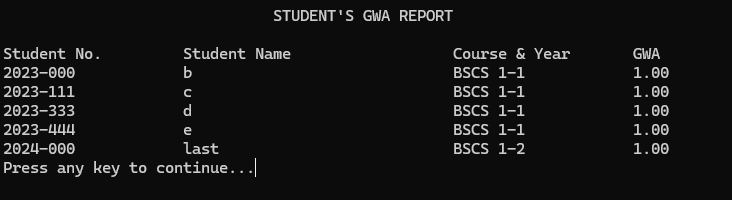 STUDENT'S GWA REPORT
Student No. Student Name Course & Year GWA
2023-000 b BSCS 1-1 1.00
2023-111 c BSCS 1-1 1.00
2023-333 d BSCS 1-1 1.00
2023-444 e BSCS 1-1 1.00
2024-000 last BSCS 1-2 1.00
Press any key to continue...